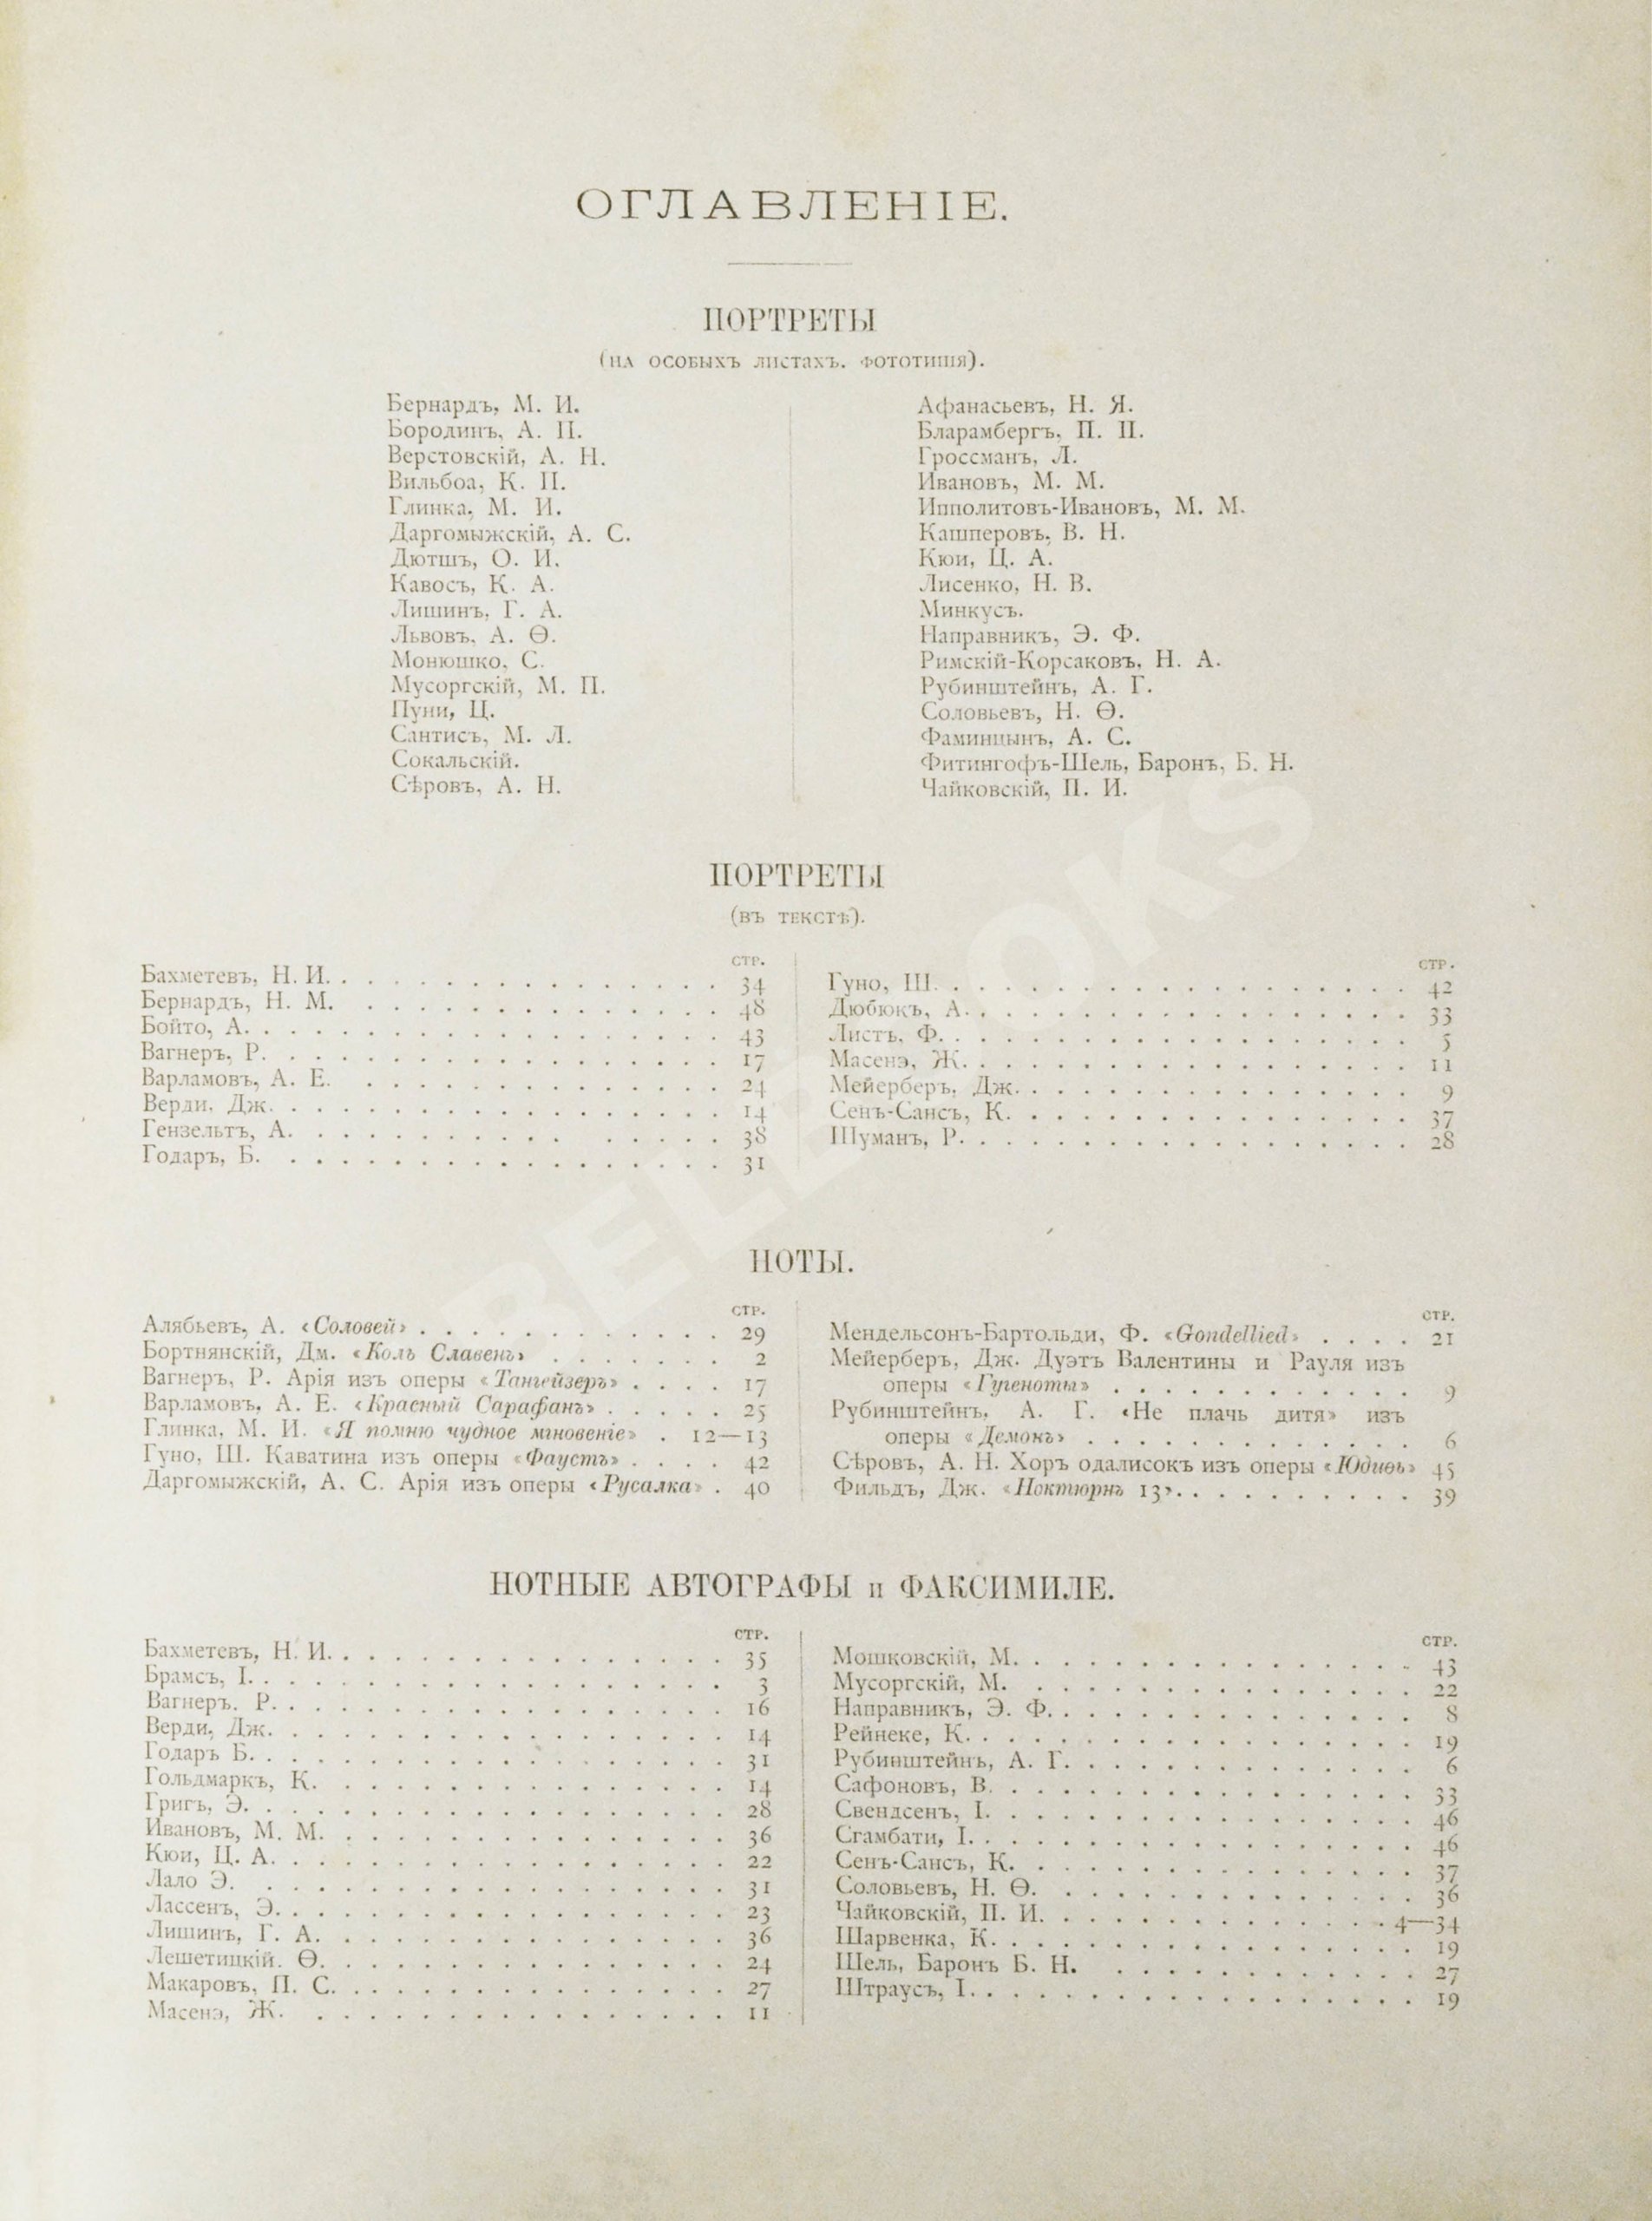 ОГЛАВЛЕНІЕ.
ПОРТРЕТЫ
(на особыхъ листахъ. фототипія).
Бернардъ, М. И.
Бородинъ, А. П.
Верстовскій, А. Н.
Вильбоа, К. П.
Глинка, М. И.
Даргомыжскій, А. С.
Дютшъ, О. И.
Кавосъ, К. А.
Лишинъ, Г. А.
Львовъ, А. Ѳ.
Монюшко, С.
Мусоргскій, М. П.
Пуни, Ц.
Сантисъ, М. Л.
Сокальскій.
Сѣровъ, А. Н.
Афанасьевъ, Н. Я.
Бларамбергъ, П. И.
Гроссманъ, Л.
Ивановъ, М. М.
Ипполитовъ-Ивановъ, М. М.
Кашперовъ, В. Н.
Кюи, Ц. А.
Лисенко, Н. В.
Минкусъ.
Направникъ, Э. Ф.
Римскій-Корсаковъ, Н. А.
Рубинштейнъ, А. Г.
Соловьевъ, Н. Ѳ.
Фаминцынъ, А. С.
Фитингофъ-Шель, Баронъ, Б. Н.
Чайковскій, П. И.
ПОРТРЕТЫ
(въ текстѣ).
СТР.
Бахметевъ, Н. И. 34
Бернардъ, Н. М. 48
Бойто, А. 43
Вагнеръ, Р. 17
Варламовъ, А. Е. 24
Верди, Дж. 14
Гензельтъ, А. 38
Годаръ, Б. 31
СТР.
Гуно, Ш. 42
Дюбюкъ, А. 33
Листъ, Ф. 5
Масенэ, Ж. 11
Мейерберъ, Дж. 9
Сенъ-Сансъ, К. 37
Шуманъ, Р. 28
НОТЫ.
СТР.
Алябьевъ, А. «Соловей» 29
Бортнянскій, Дм. «Коль Славенъ» 2
Вагнеръ, Р. Арія изъ оперы «Тангейзеръ» 17
Варламовъ, А. Е. «Красный Сарафанъ» 25
Глинка, М. И. «Я помню чудное мгновеніе» 12—13
Гуно, Ш. Каватина изъ оперы «Фаустъ» 42
Даргомыжскій, А. С. Арія изъ оперы «Русалка» 40
СТР.
Мендельсонъ-Бартольди, Ф. «Gondellied» 21
Мейерберъ, Дж. Дуэтъ Валентины и Рауля изъ
оперы «Гугеноты» 9
Рубинштейнъ, А. Г. «Не плачь дитя» изъ
оперы «Демонъ» 6
Сѣровъ, А. Н. Хоръ одалисокъ изъ оперы «Юдиѳь» 45
Фильдъ, Дж. «Ноктюрнъ 13» 39
НОТНЫЕ АВТОГРАФЫ и ФАКСИМИЛЕ.
СТР.
Бахметевъ, Н. И. 35
Брамсъ, І. 3
Вагнеръ. Р. 16
Верди, Дж. 14
Годаръ Б. 31
Гольдмаркъ, К. 14
Григъ, Э. 28
Ивановъ, М. М. 36
Кюи, Ц. А. 22
Лало Э. 31
Лассенъ, Э. 23
Лишинъ, Г. А. 36
Лешетицкій. Ѳ. 24
Макаровъ, П. С. 27
Масенэ, Ж. 11
СТР.
Мошковскій, М. 43
Мусоргскій, М. 22
Направникъ, Э. Ф. 8
Рейнеке, К. 19
Рубинштейнъ, А. Г. 6
Сафоновъ, В. 33
Свендсенъ, І. 46
Сгамбати, І. 46
Сенъ-Сансъ, К. 37
Соловьевъ, Н. Ѳ. 36
Чайковскій, П. И. 4—34
Шарвенка, К. 19
Шель, Баронъ Б. Н. 27
Штраусъ, І. 19